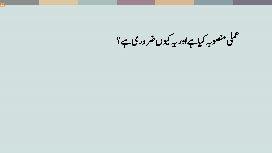 عملی منصوبہ کیا ہے اور یہ کیوں ضروری ہے ؟